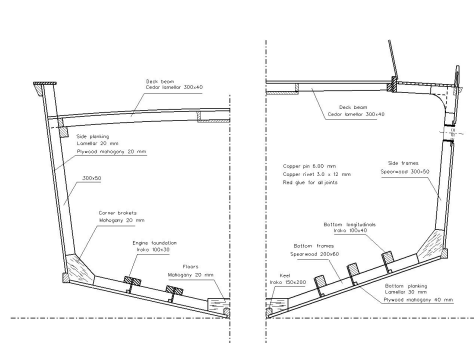 Deck beam
Cedar lamellar 300x40
Side planking
Lamellar 20 mm
Plywood mahogany 20 mm
300x50
Corner brakets
Mahogany 20 mm
Engine foundation
Iroko 100x30
Floors
Mahogany 20 mm
Deck beam
Cedar lamellar 300x40
Copper pin 8.00 mm
Copper rivet 3.0 x 12 mm
Red glue for all joints
Side frames
Spearwood 300x50
Bottom longitudinals
Iroko 100x40
Bottom frames
Spearwood 200x60
Keel
Iroko 150x200
Bottom planking
Lamellar 30 mm
Plywood mahogany 40 mm